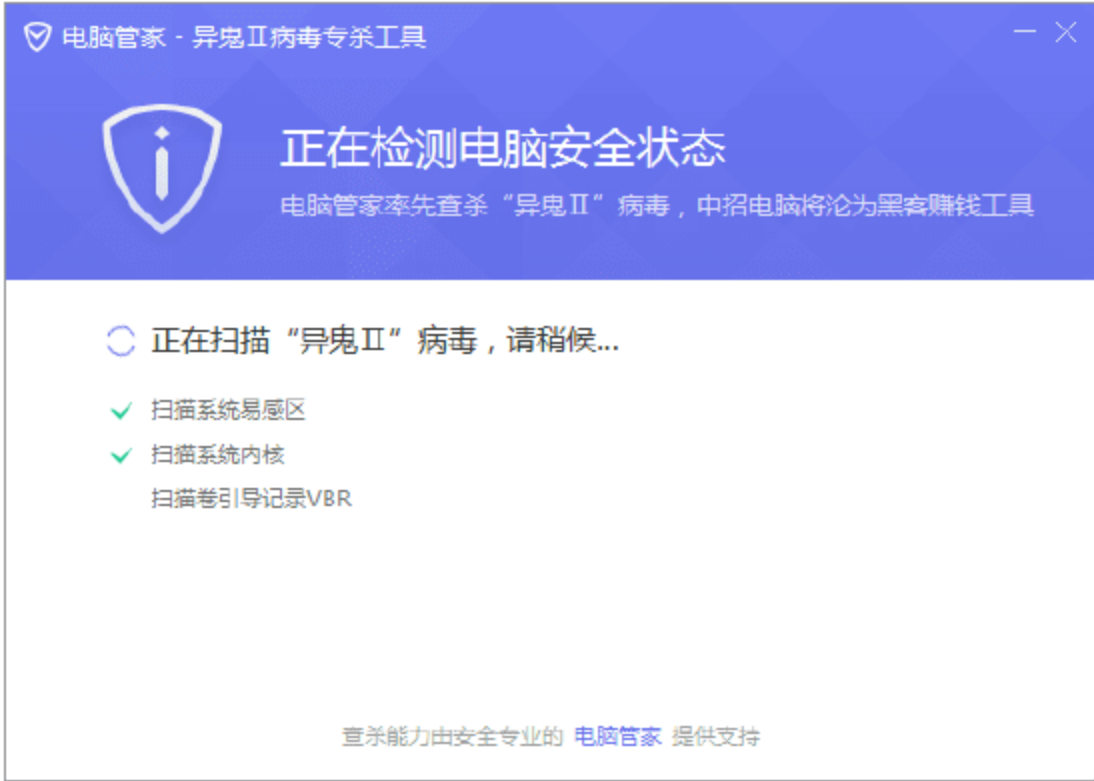 电脑管家 - 异鬼Ⅱ病毒专杀工具
正在检测电脑安全状态
电脑管家率先查杀“异鬼Ⅱ”病毒，中招电脑将沦为黑客赚钱工具
正在扫描“异鬼Ⅱ”病毒，请稍候...
扫描系统易感区
扫描系统内核
扫描卷引导记录VBR
查杀能力由安全专业的 电脑管家 提供支持